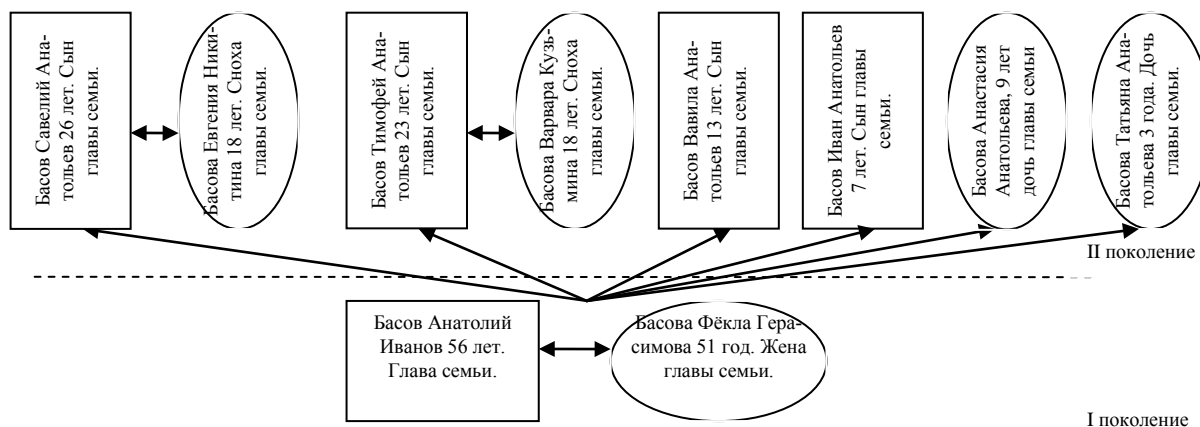 Басов Савелий Ана-
тольев 26 лет. Сын
главы семьи.
Басова Евгения Ники-
тина 18 лет. Сноха
главы семьи.
Басов Тимофей Ана-
тольев 23 лет. Сын
главы семьи.
Басова Варвара Кузь-
мина 18 лет. Сноха
главы семьи.
Басов Вавила Ана-
тольев 13 лет. Сын
главы семьи.
Басов Иван Анатольев
7 лет. Сын главы
семьи.
Басова Анастасия
Анатольева, 9 лет
дочь главы семьи
Басова Татьяна Ана-
тольева 3 года. Дочь
главы семьи.
II поколение
Басов Анатолий
Иванов 56 лет.
Глава семьи.
Басова Фёкла Гера-
симова 51 год. Жена
главы семьи.
I поколение